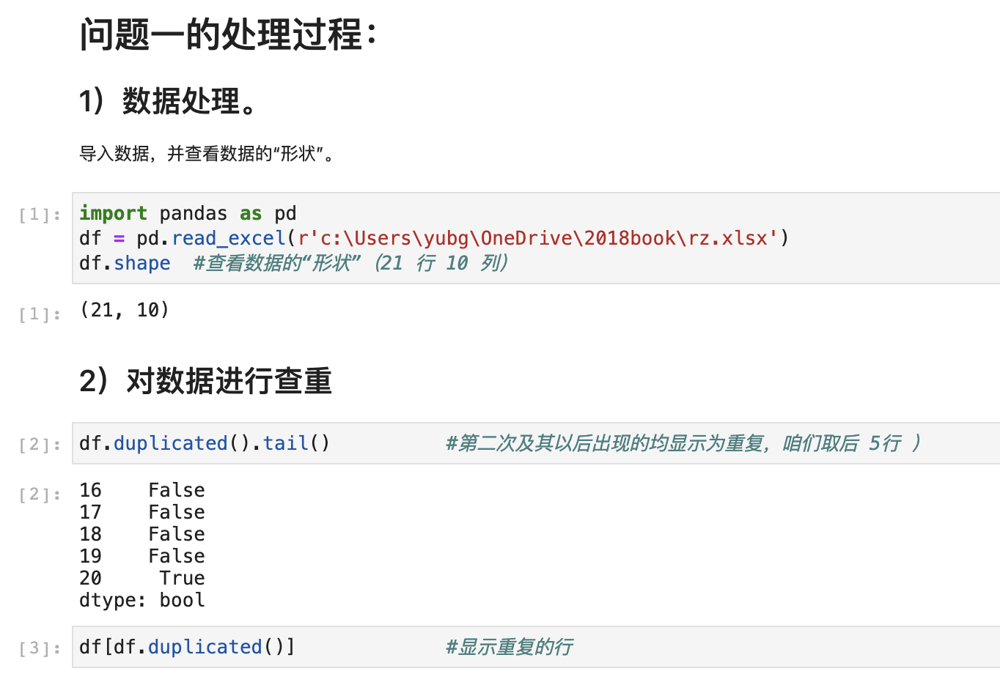 问题一的处理过程：
1）数据处理。
导入数据，并查看数据的“形状”。
[1]: import pandas as pd
df = pd.read_excel(r'c:\Users\yubg\OneDrive\2018book\rz.xlsx')
df.shape  #查看数据的“形状”（21 行 10 列）
[1]: (21, 10)
2）对数据进行查重
[2]: df.duplicated().tail()          #第二次及其以后出现的均显示为重复，咱们取后 5行 ）
[2]: 16    False
17    False
18    False
19    False
20     True
dtype: bool
[3]: df[df.duplicated()]             #显示重复的行